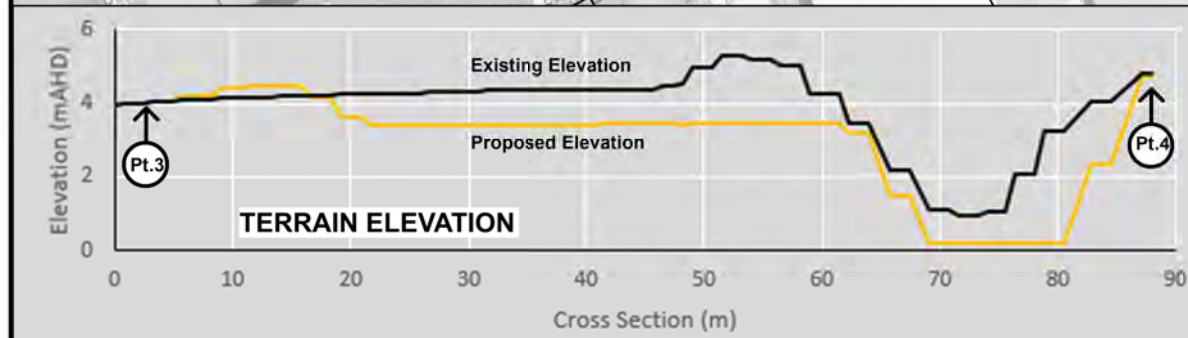 6
Existing Elevation
4
Pt.3
Pt.4
Proposed Elevation
2
TERRAIN ELEVATION
0
Elevation (mAHD)
0 10 20 30 40 50 60 70 80 90
Cross Section (m)